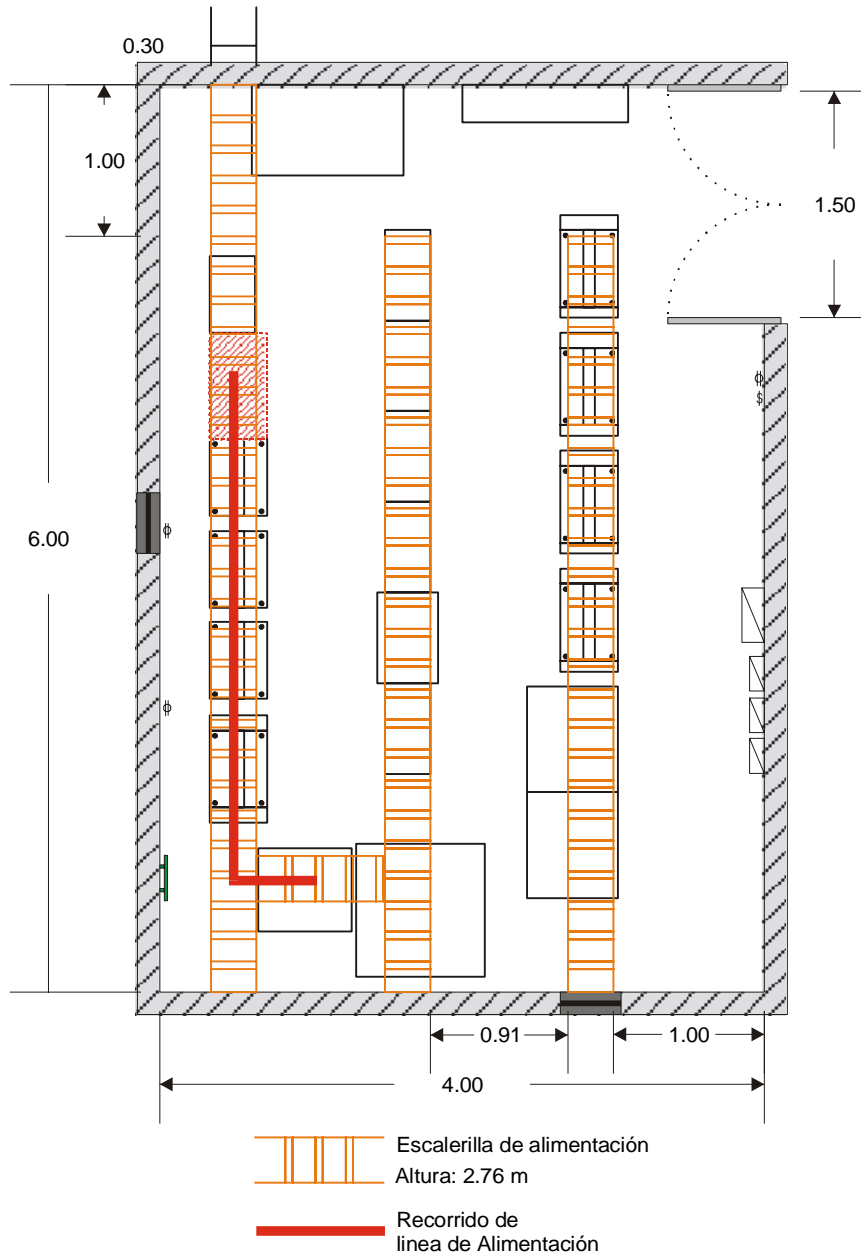 0.30
1.00
1.50
6.00
0.91
1.00
4.00
Escalerilla de alimentación
Altura: 2.76 m
Recorrido de
linea de Alimentación